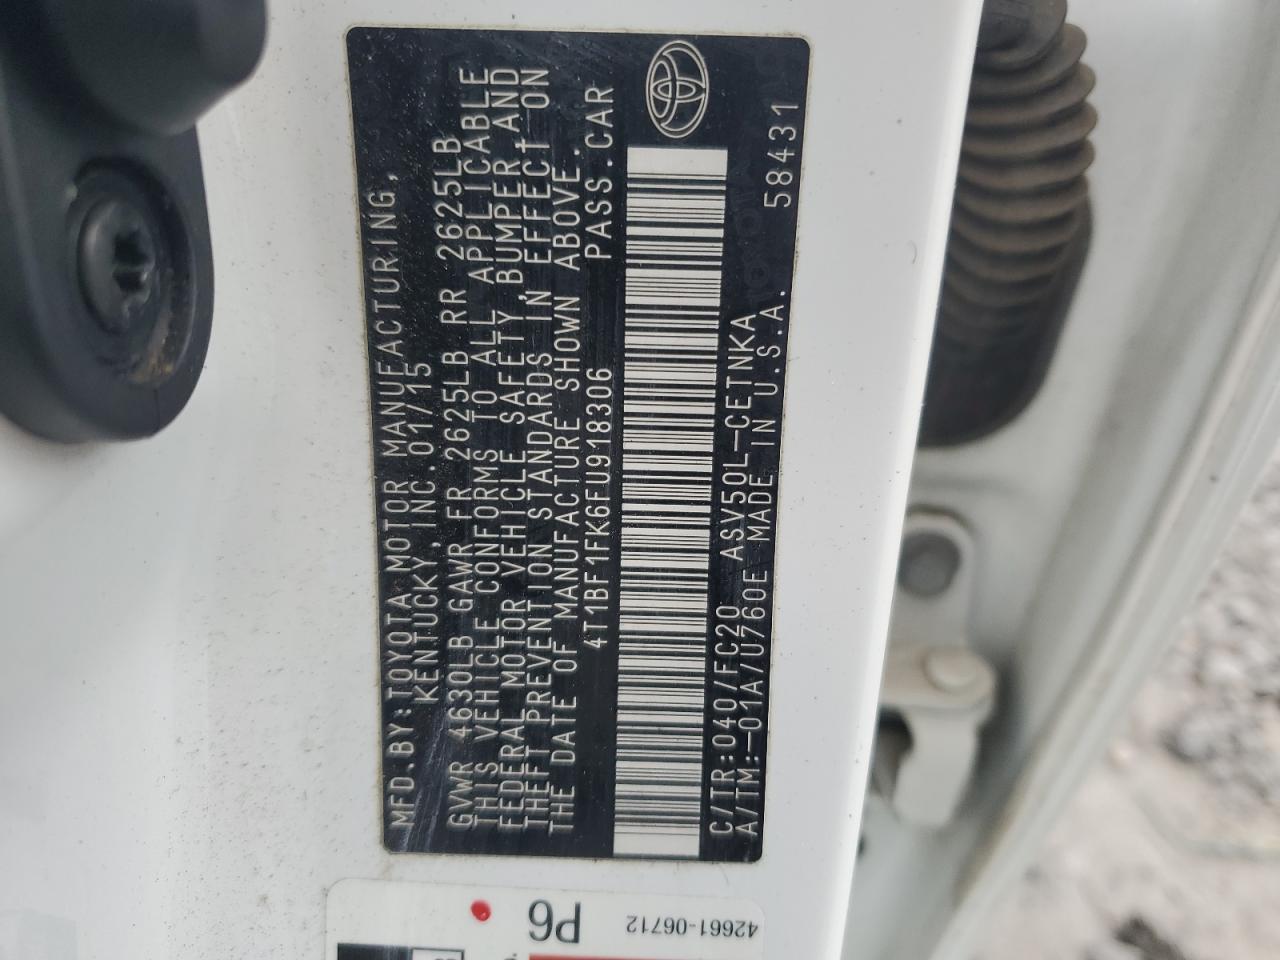 MFD.BY:TOYOTA MOTOR MANUFACTURING,
KENTUCKY,INC.01/15
GVWR 4630LB GAWR FR 2625LB RR 2625LB
THIS VEHICLE CONFORMS TO ALL APPLICABLE
FEDERAL MOTOR VEHICLE SAFETY,BUMPER,AND
THEFT PREVENTION STANDARDS IN EFFECT ON
THE DATE OF MANUFACTURE SHOWN ABOVE.
4T1BF1FK6FU918306 PASS.CAR
C/TR:040/FC20 ASV50L-CETNKA
A/TM:-01A/U760E MADE IN U.S.A. 58431
P6
42661-06712